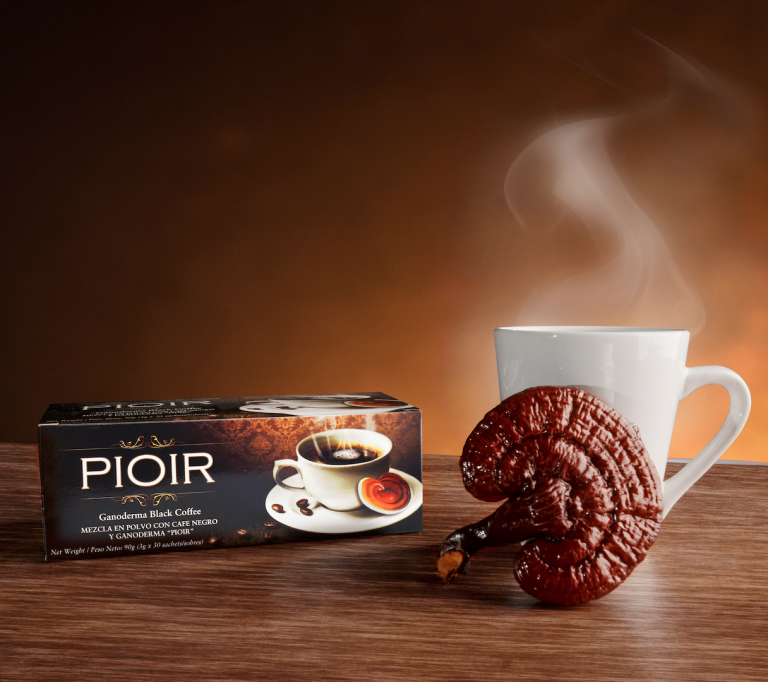 PIOIR
PIOIR
Ganoderma Black Coffee
MEZCLA EN POLVO CON CAFE NEGRO
Y GANODERMA "PIOIR"
Net Weight / Peso Neto: 90g (3g x 30 sachets/sobres)